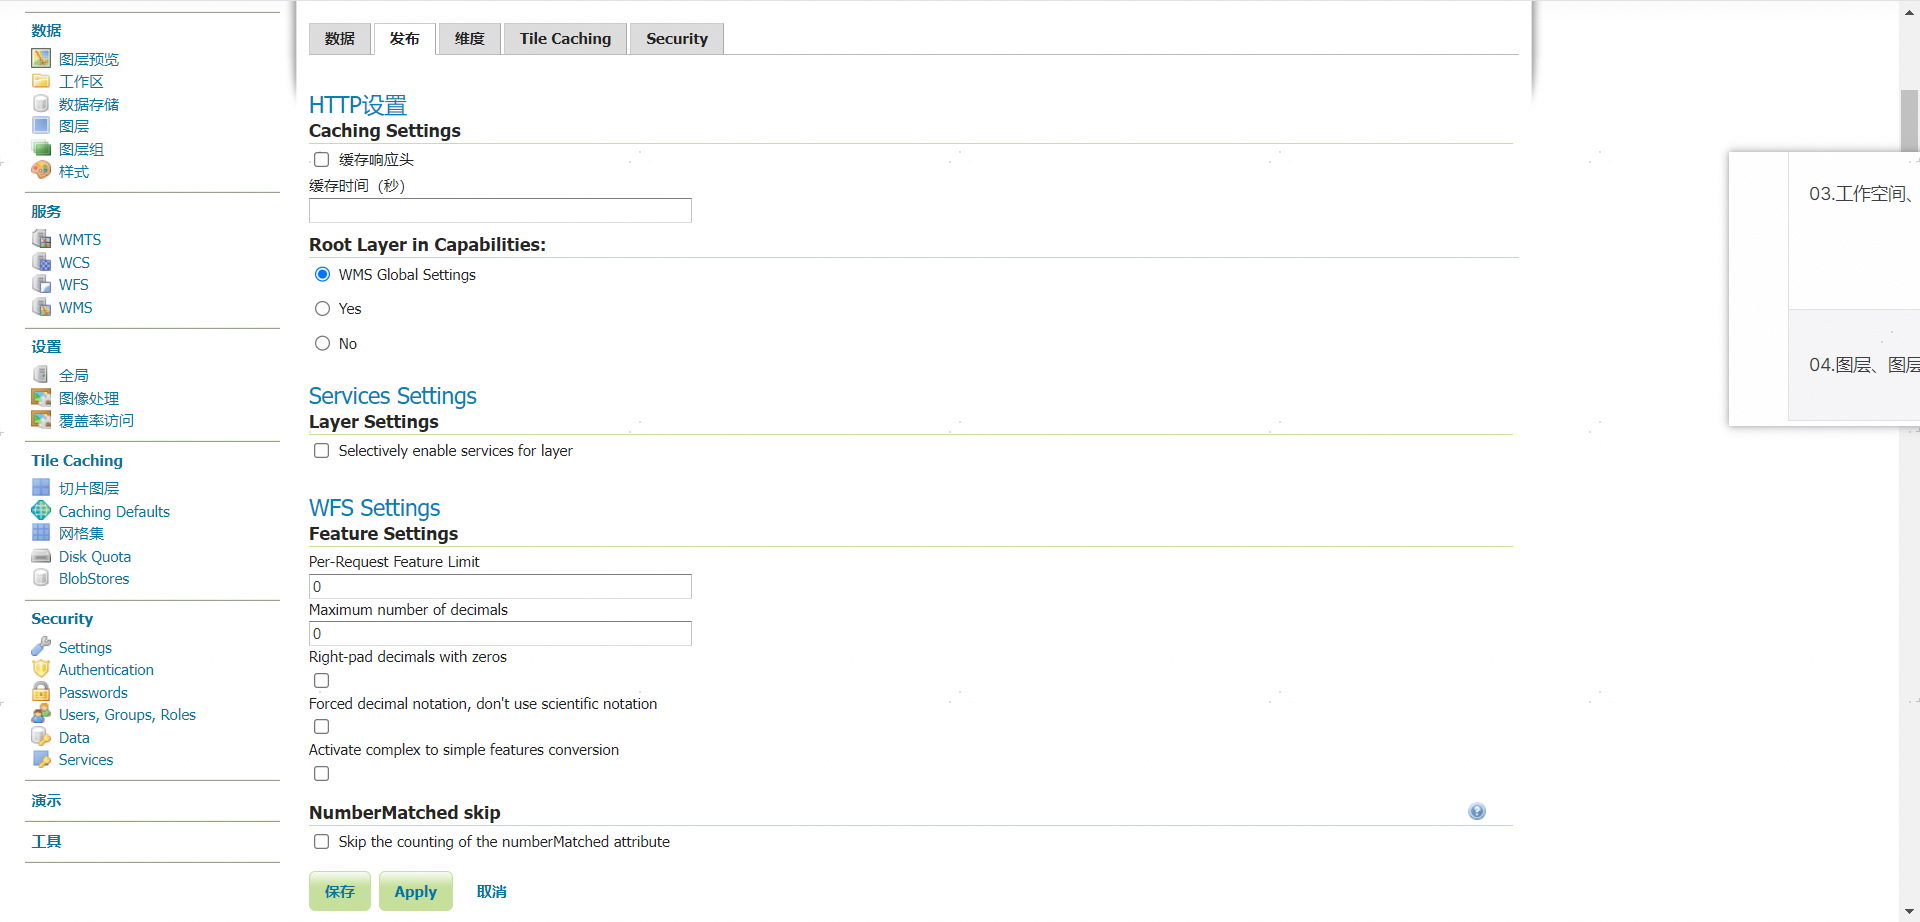 数据
图层预览
工作区
数据存储
图层
图层组
样式
服务
WMTS
WCS
WFS
WMS
设置
全局
图像处理
覆盖率访问
Tile Caching
切片图层
Caching Defaults
网格集
Disk Quota
BlobStores
Security
Settings
Authentication
Passwords
Users, Groups, Roles
Data
Services
演示
工具
数据 发布 维度 Tile Caching Security
HTTP设置
Caching Settings
缓存响应头
缓存时间（秒）
Root Layer in Capabilities:
WMS Global Settings
Yes
No
Services Settings
Layer Settings
Selectively enable services for layer
WFS Settings
Feature Settings
Per-Request Feature Limit
0
Maximum number of decimals
0
Right-pad decimals with zeros
Forced decimal notation, don't use scientific notation
Activate complex to simple features conversion
NumberMatched skip
Skip the counting of the numberMatched attribute
保存 Apply 取消
03.工作空间、
04.图层、图层